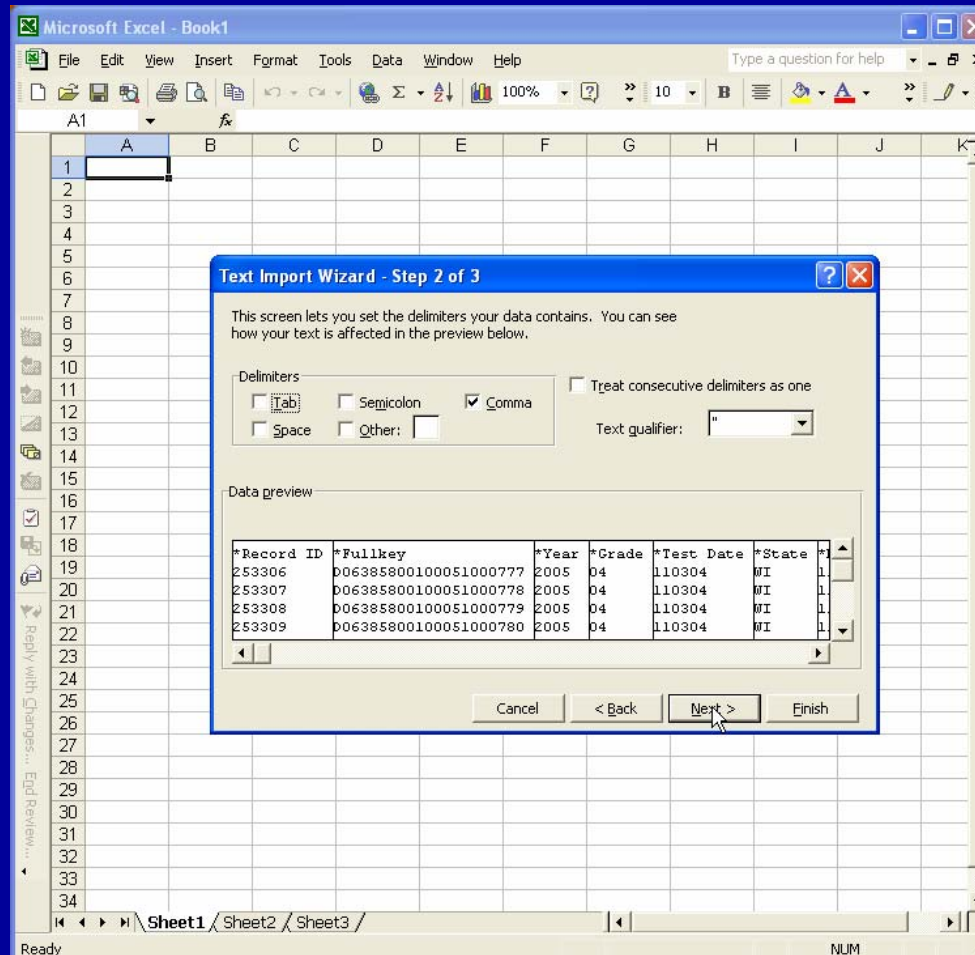 Microsoft Excel - Book1
File Edit View Insert Format Tools Data Window Help Type a question for help
100% 10 B A
A1 fx
A B C D E F G H I J K
1
2
3
4
5
6
7
8
9
10
11
12
13
14
15
16
17
18
19
20
21
22
23
24
25
26
27
28
29
30
31
32
33
34
Text Import Wizard - Step 2 of 3
This screen lets you set the delimiters your data contains. You can see
how your text is affected in the preview below.
Delimiters
Tab Semicolon Comma
Space Other:
Treat consecutive delimiters as one
Text qualifier: "
Data preview
*Record ID *Fullkey *Year *Grade *Test Date *State
253306 D06385800100051000777 2005 04 110304 WI
253307 D06385800100051000778 2005 04 110304 WI
253308 D06385800100051000779 2005 04 110304 WI
253309 D06385800100051000780 2005 04 110304 WI
Cancel < Back Next > Finish
Reply with Changes... End Review...
Sheet1 Sheet2 Sheet3
Ready NUM